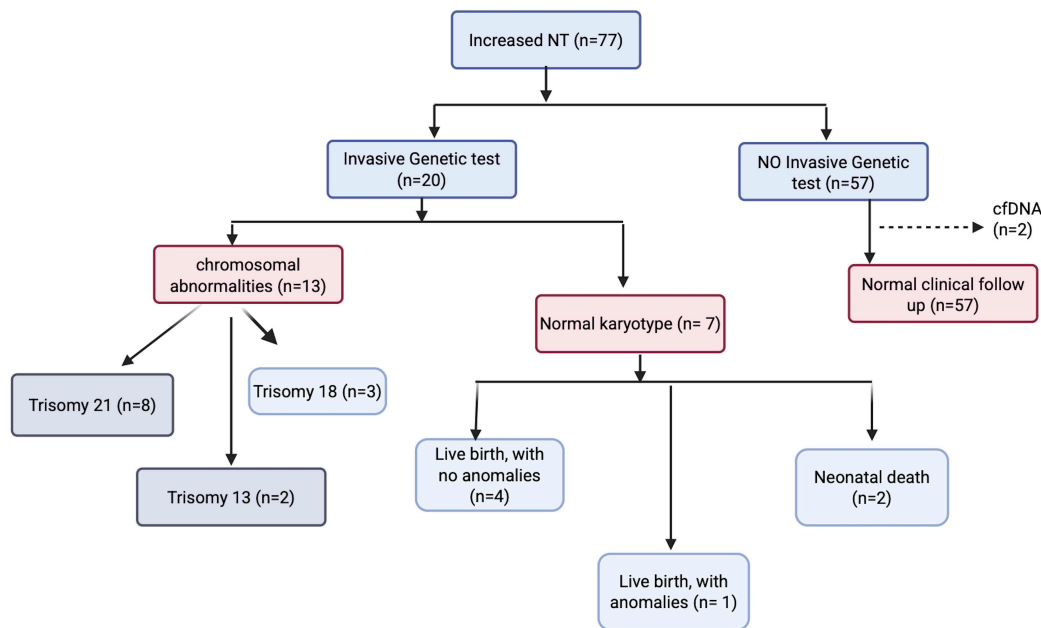 Increased NT (n=77)
Invasive Genetic test
(n=20)
NO Invasive Genetic
test (n=57)
cfDNA
(n=2)
chromosomal
abnormalities (n=13)
Normal karyotype (n= 7)
Normal clinical follow
up (n=57)
Trisomy 21 (n=8)
Trisomy 18 (n=3)
Trisomy 13 (n=2)
Live birth, with
no anomalies
(n=4)
Neonatal death
(n=2)
Live birth, with
anomalies (n= 1)